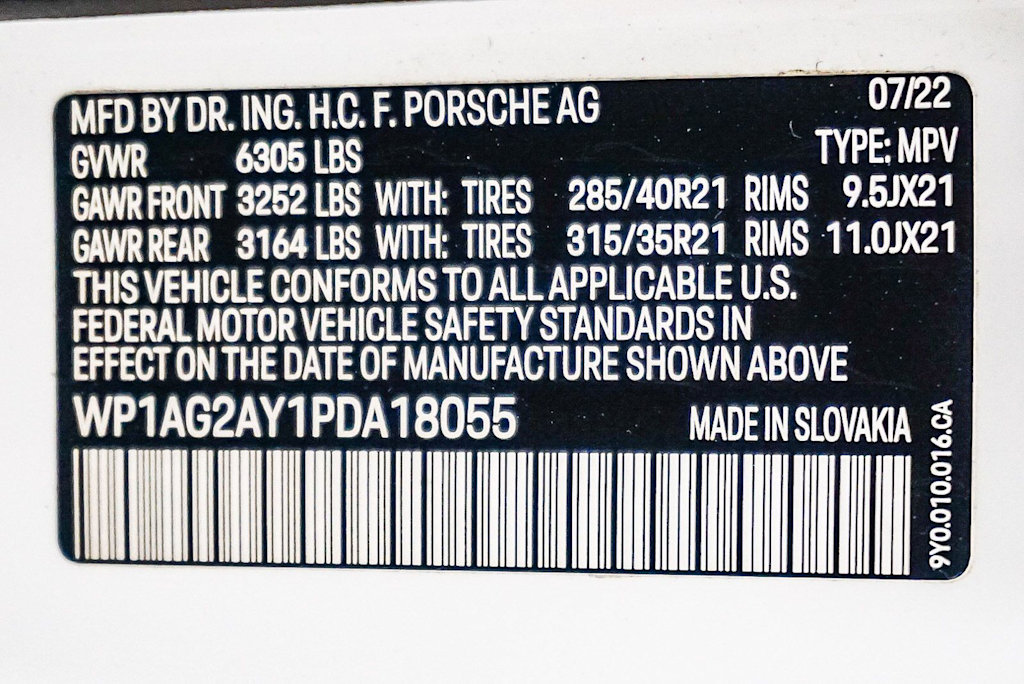 MFD BY DR. ING. H.C. F. PORSCHE AG 07/22
GVWR 6305 LBS TYPE: MPV
GAWR FRONT 3252 LBS WITH: TIRES 285/40R21 RIMS 9.5JX21
GAWR REAR 3164 LBS WITH: TIRES 315/35R21 RIMS 11.0JX21
THIS VEHICLE CONFORMS TO ALL APPLICABLE U.S.
FEDERAL MOTOR VEHICLE SAFETY STANDARDS IN
EFFECT ON THE DATE OF MANUFACTURE SHOWN ABOVE
WP1AG2AY1PDA18055 MADE IN SLOVAKIA
9Y0.010.016.CA